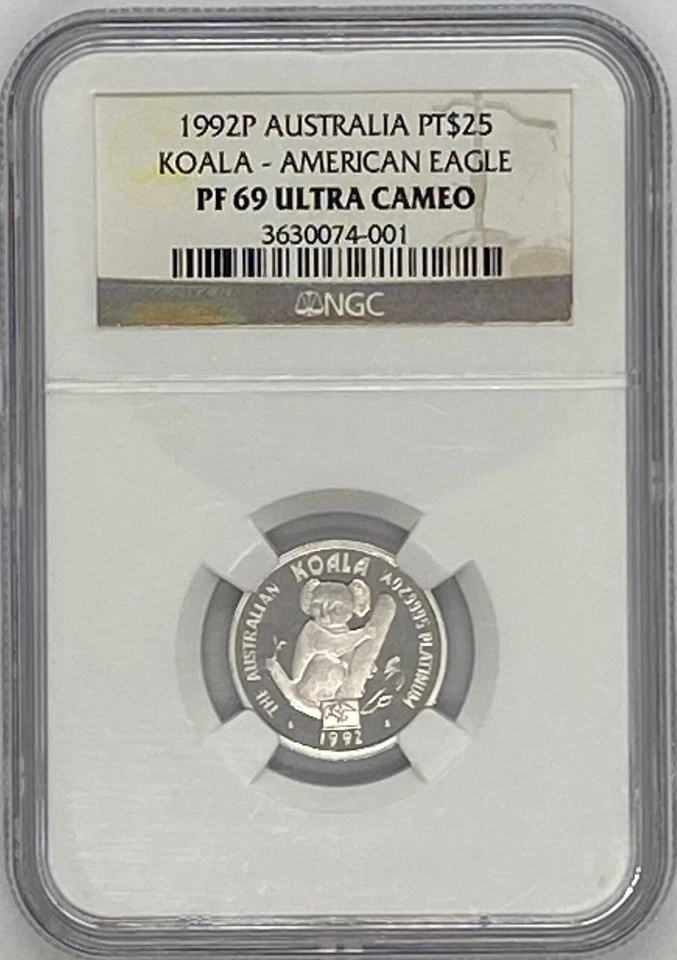 1992P AUSTRALIA PT$25
KOALA - AMERICAN EAGLE
PF 69 ULTRA CAMEO
3630074-001
NGC
THE AUSTRALIAN KOALA PLATINUM
1992